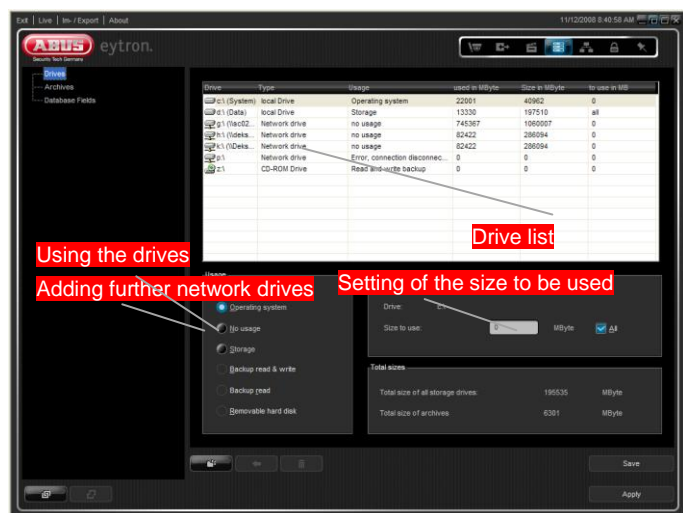 Exit | Live | Im- / Export | About 11/12/2008 8:40:58 AM
ABUS eytron.
Security Tech Germany
Drives
Archives
Database Fields
Drive Type Usage used in MByte Size in MByte to use in MB
c:\ (System) local Drive Operating system 22001 40962 0
d:\ (Data) local Drive Storage 13330 197510 all
g:\ (\\ac02... Network drive no usage 745367 1060007 0
h:\ (\\deks... Network drive no usage 82422 286094 0
k:\ (\\Deks... Network drive no usage 82422 286094 0
p:\ Network drive Error, connection disconnec... 0 0 0
z:\ CD-ROM Drive Read and write backup 0 0 0
Drive list
Using the drives
Usage
Adding further network drives
Setting of the size to be used
Operating system
Drive:
No usage
Size to use: 0 MByte All
Storage
Backup read & write
Backup read
Removable hard disk
Total sizes
Total size of all storage drives: 195535 MByte
Total size of archives 6301 MByte
Save
Apply